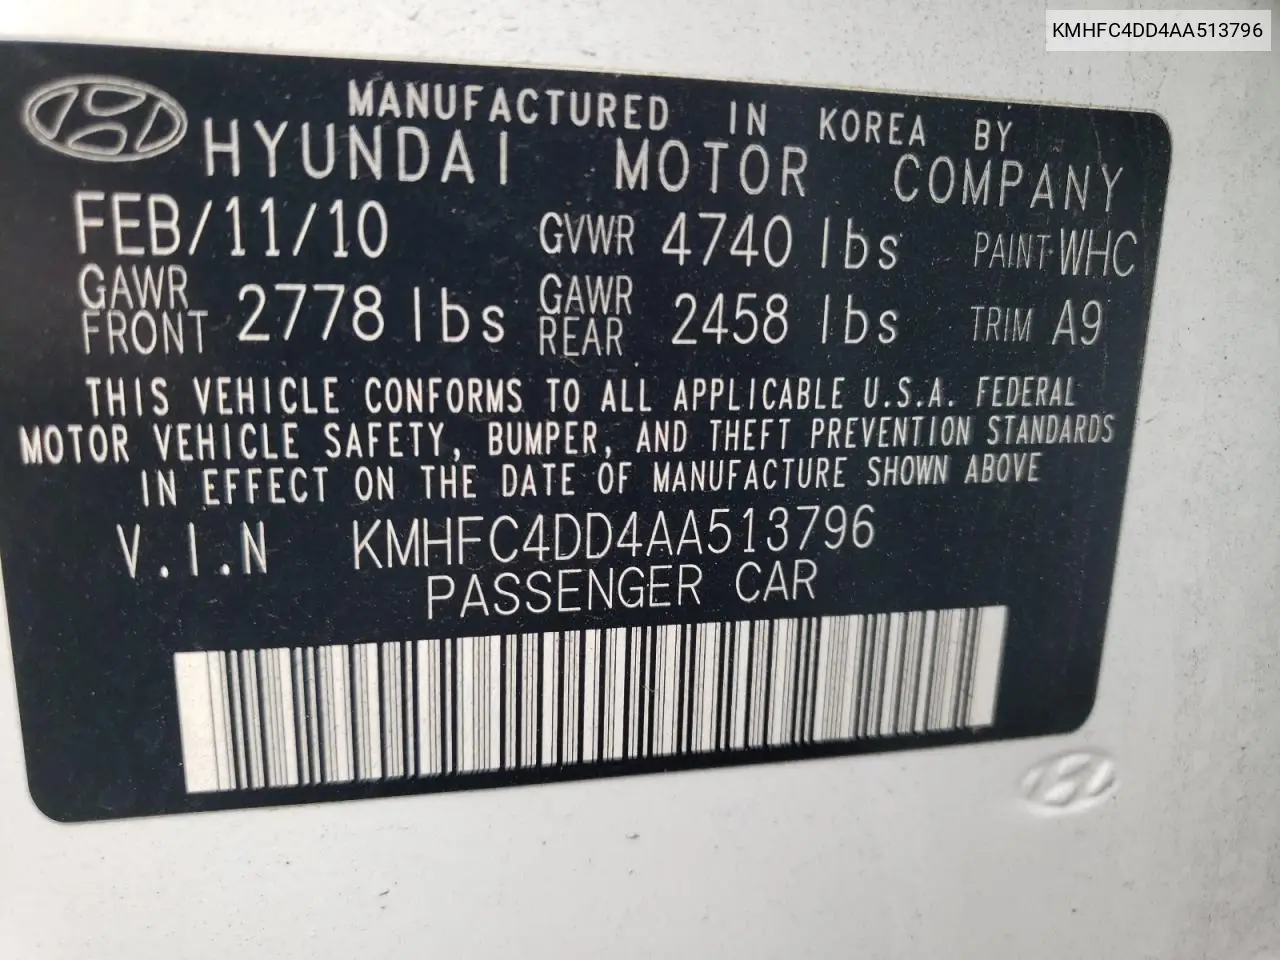 KMHFC4DD4AA513796
MANUFACTURED IN KOREA BY
HYUNDAI MOTOR COMPANY
FEB/11/10 GVWR 4740 lbs PAINT WHC
GAWR FRONT 2778 lbs GAWR REAR 2458 lbs TRIM A9
THIS VEHICLE CONFORMS TO ALL APPLICABLE U.S.A. FEDERAL
MOTOR VEHICLE SAFETY, BUMPER, AND THEFT PREVENTION STANDARDS
IN EFFECT ON THE DATE OF MANUFACTURE SHOWN ABOVE
V.I.N KMHFC4DD4AA513796
PASSENGER CAR